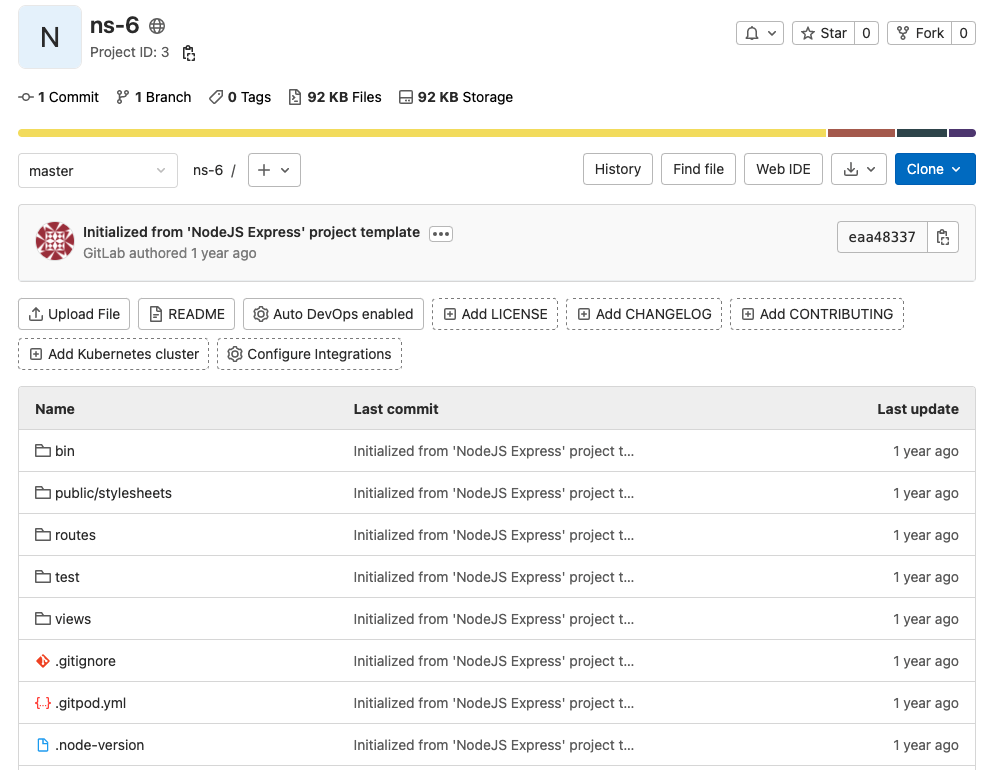 N
ns-6
Project ID: 3
Star 0
Fork 0
1 Commit 1 Branch 0 Tags 92 KB Files 92 KB Storage
master
ns-6 /
History
Find file
Web IDE
Clone
Initialized from 'NodeJS Express' project template
GitLab authored 1 year ago
eaa48337
Upload File
README
Auto DevOps enabled
Add LICENSE
Add CHANGELOG
Add CONTRIBUTING
Add Kubernetes cluster
Configure Integrations
Name Last commit Last update
bin Initialized from 'NodeJS Express' project t... 1 year ago
public/stylesheets Initialized from 'NodeJS Express' project t... 1 year ago
routes Initialized from 'NodeJS Express' project t... 1 year ago
test Initialized from 'NodeJS Express' project t... 1 year ago
views Initialized from 'NodeJS Express' project t... 1 year ago
.gitignore Initialized from 'NodeJS Express' project t... 1 year ago
.gitpod.yml Initialized from 'NodeJS Express' project t... 1 year ago
.node-version Initialized from 'NodeJS Express' project t... 1 year ago